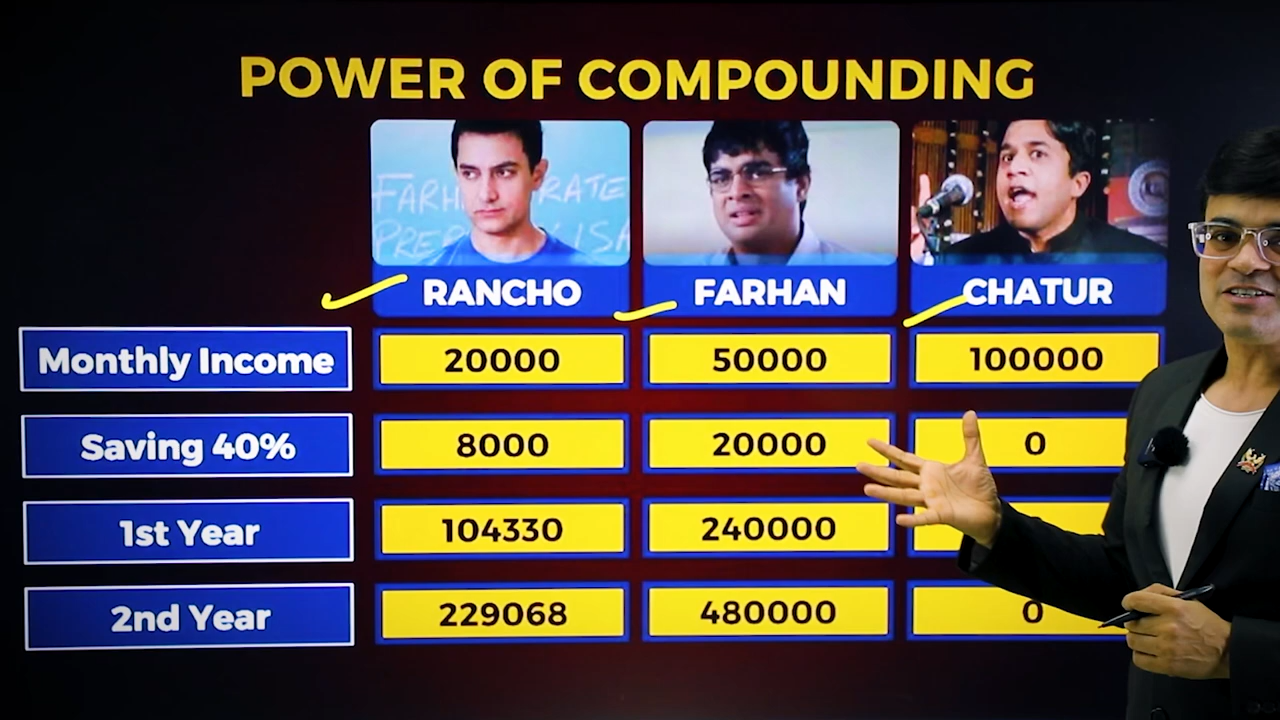 POWER OF COMPOUNDING
RANCHO FARHAN CHATUR
Monthly Income 20000 50000 100000
Saving 40% 8000 20000 0
1st Year 104330 240000
2nd Year 229068 480000 0